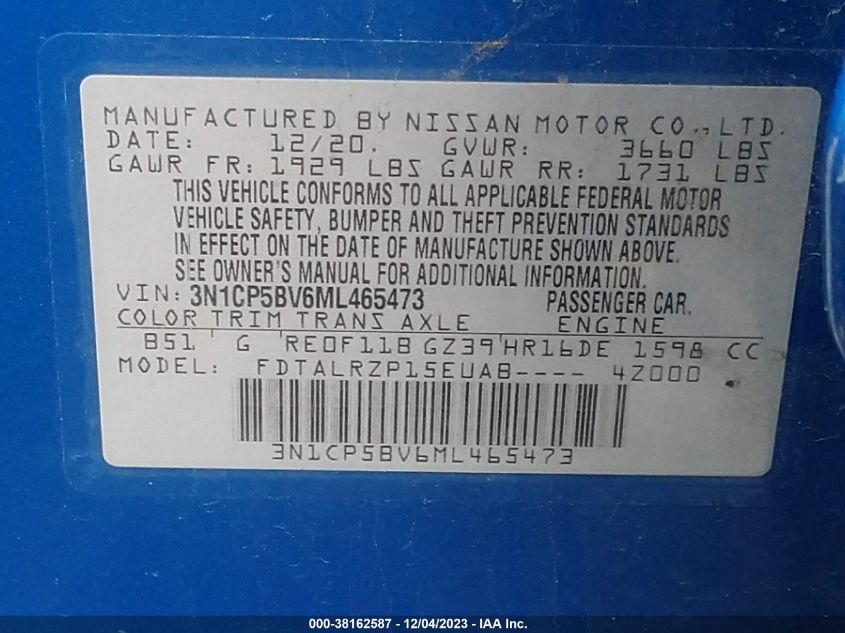 MANUFACTURED BY NISSAN MOTOR CO., LTD.
DATE: 12/20. GVWR: 3660 LBS
GAWR FR: 1929 LBS GAWR RR: 1731 LBS
THIS VEHICLE CONFORMS TO ALL APPLICABLE FEDERAL MOTOR
VEHICLE SAFETY, BUMPER AND THEFT PREVENTION STANDARDS
IN EFFECT ON THE DATE OF MANUFACTURE SHOWN ABOVE.
SEE OWNER'S MANUAL FOR ADDITIONAL INFORMATION.
VIN: 3N1CP5BV6ML465473 PASSENGER CAR.
COLOR TRIM TRANS AXLE ENGINE
B51 G RE0F11B GZ39 HR16DE 1598 CC
MODEL: FDTALRZP15EUAB---- 4Z000
3N1CP5BV6ML465473
000-38162587 - 12/04/2023 - IAA Inc.